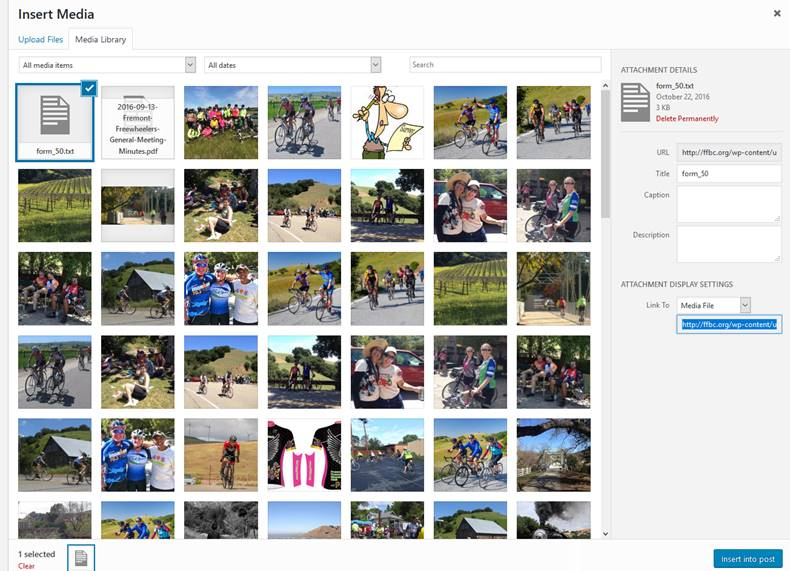 Insert Media
Upload Files
Media Library
All media items
All dates
Search
form_50.txt
2016-09-13-
Fremont-
Freewheelers-
General-Meeting-
Minutes.pdf
Survey
ATTACHMENT DETAILS
form_50.txt
October 22, 2016
3 KB
Delete Permanently
URL
http://ffbc.org/wp-content/u
Title
form_50
Caption
Description
ATTACHMENT DISPLAY SETTINGS
Link To
Media File
http://ffbc.org/wp-content/u
1 selected
Clear
Insert into post